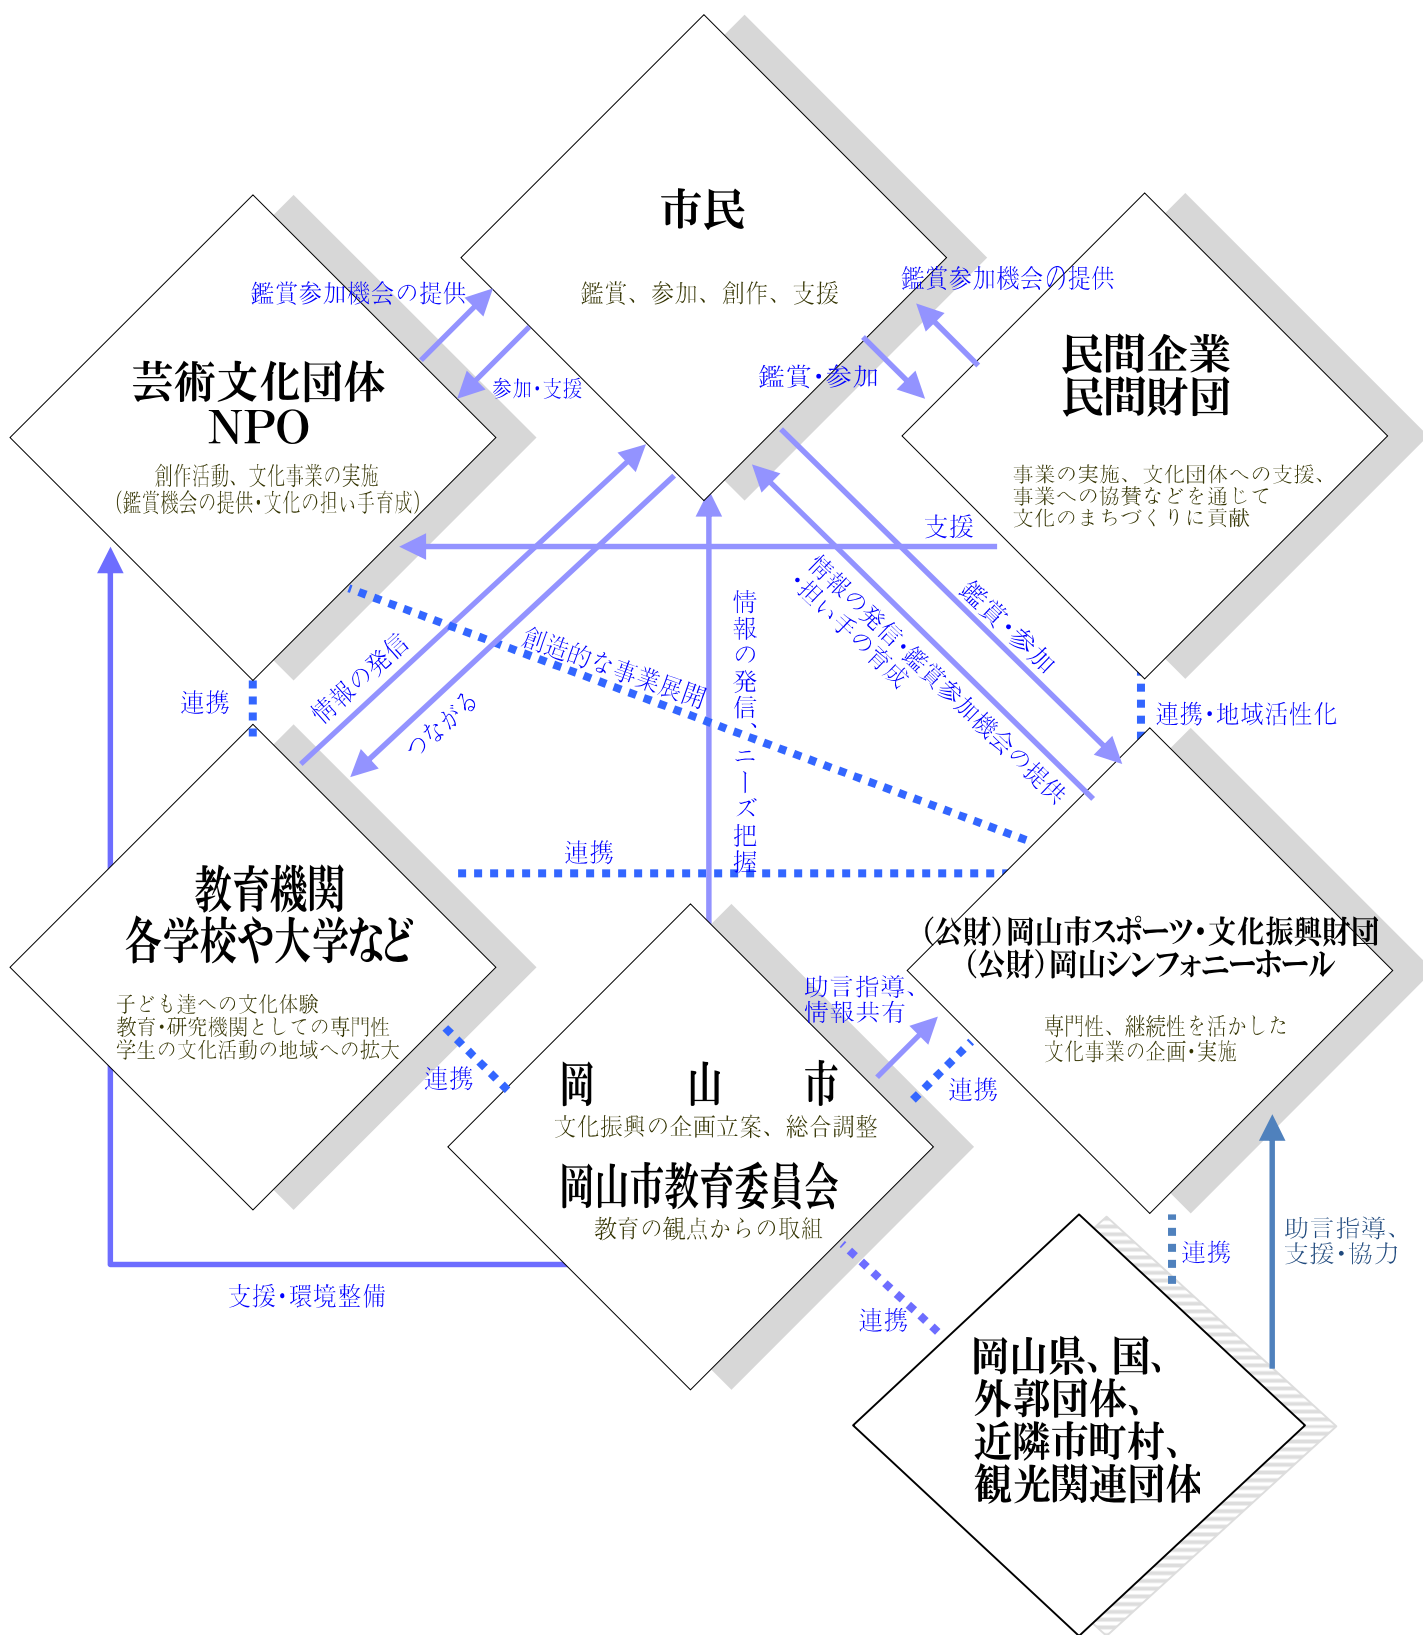 市民
鑑賞、参加、創作、支援
鑑賞参加機会の提供
鑑賞参加機会の提供
参加・支援
鑑賞・参加
芸術文化団体
NPO
創作活動、文化事業の実施
(鑑賞機会の提供・文化の担い手育成)
民間企業
民間財団
事業の実施、文化団体への支援、
事業への協賛などを通じて
文化のまちづくりに貢献
支援
情報の発信
つながる
創造的な事業展開
情報の発信、ニーズ把握
情報の発信・鑑賞参加機会の提供
・担い手の育成
鑑賞・参加
連携
連携・地域活性化
連携
教育機関
各学校や大学など
子ども達への文化体験
教育・研究機関としての専門性
学生の文化活動の地域への拡大
(公財)岡山市スポーツ・文化振興財団
(公財)岡山シンフォニーホール
専門性、継続性を活かした
文化事業の企画・実施
助言指導、
情報共有
連携
連携
岡山市
文化振興の企画立案、総合調整
岡山市教育委員会
教育の観点からの取組
支援・環境整備
連携
連携
助言指導、
支援・協力
岡山県、国、
外郭団体、
近隣市町村、
観光関連団体